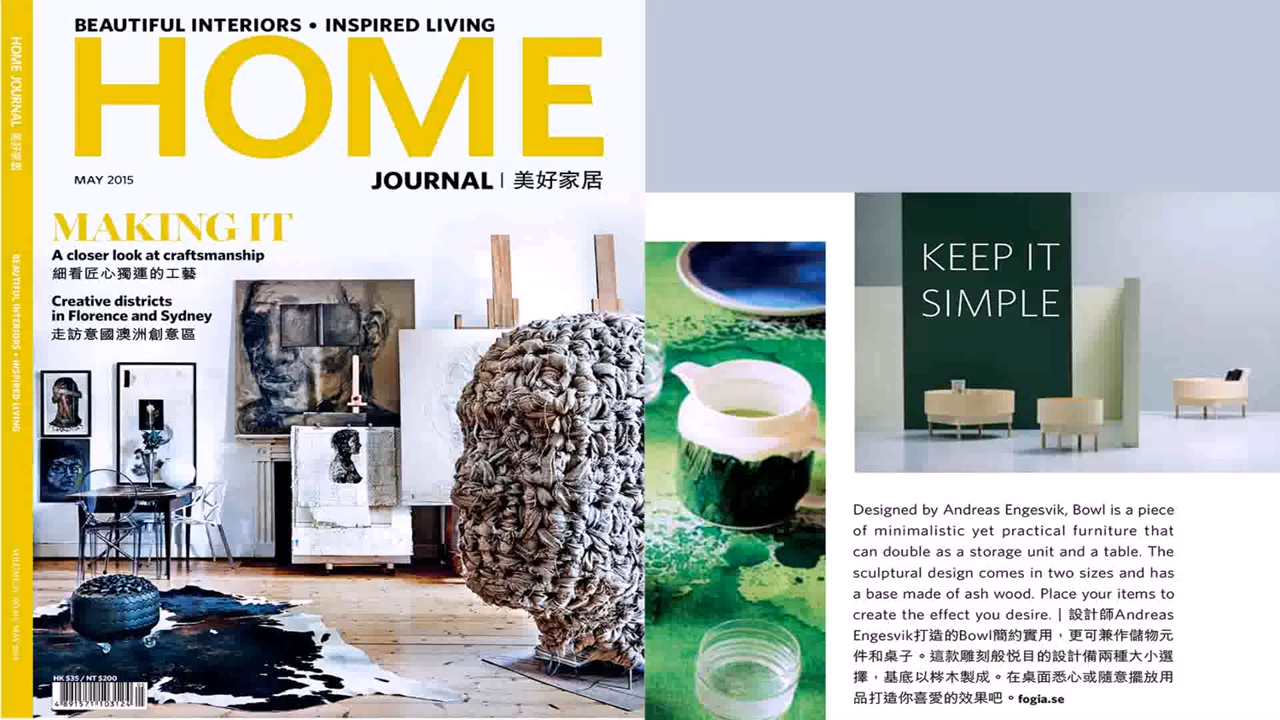 BEAUTIFUL INTERIORS • INSPIRED LIVING
HOME
MAY 2015
JOURNAL | 美好家居
MAKING IT
A closer look at craftsmanship
細看匠心獨運的工藝
Creative districts
in Florence and Sydney
走訪意國澳洲創意區
HK $35 / NT $200
HOME JOURNAL 美好家居
BEAUTIFUL INTERIORS • INSPIRED LIVING
KEEP IT
SIMPLE
Designed by Andreas Engesvik, Bowl is a piece
of minimalistic yet practical furniture that
can double as a storage unit and a table. The
sculptural design comes in two sizes and has
a base made of ash wood. Place your items to
create the effect you desire. | 設計師Andreas
Engesvik打造的Bowl簡約實用，更可兼作儲物元
件和桌子。這款雕刻般悦目的設計備兩種大小選
擇，基底以梣木製成。在桌面悉心或隨意擺放用
品打造你喜愛的效果吧。fogia.se